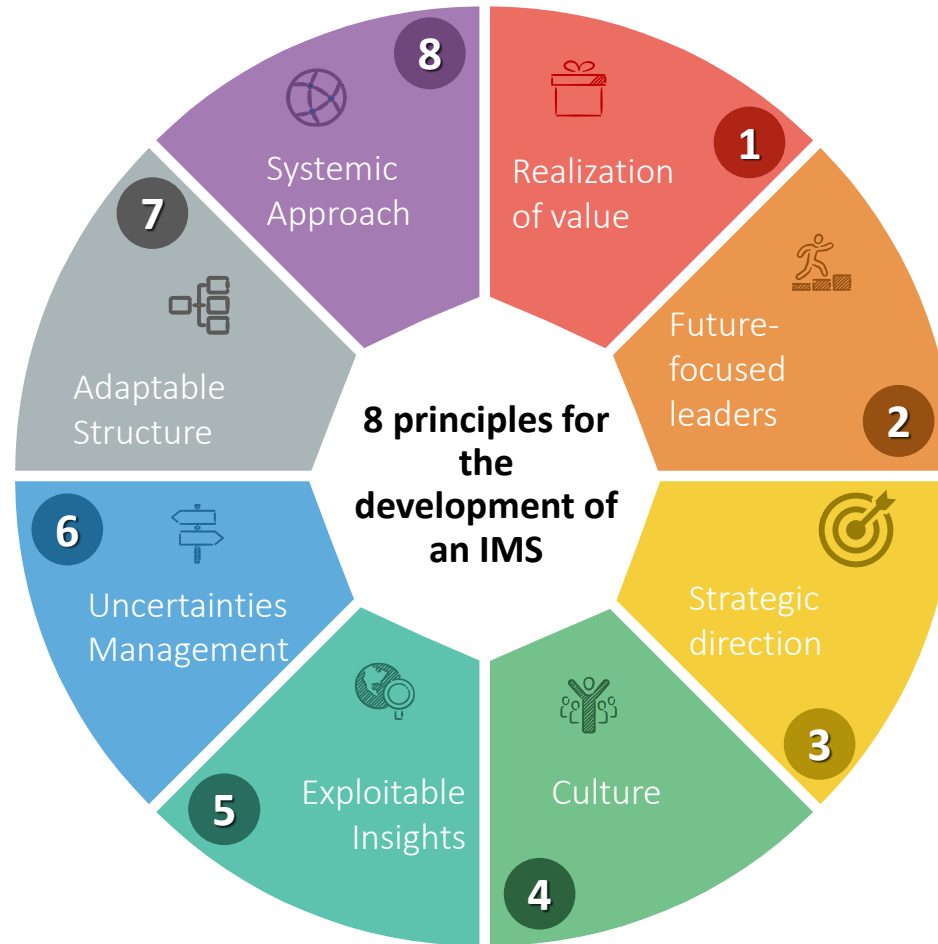 8 principles for
the
development of
an IMS
1
Realization
of value
2
Future-
focused
leaders
3
Strategic
direction
4
Culture
5
Exploitable
Insights
6
Uncertainties
Management
7
Adaptable
Structure
8
Systemic
Approach